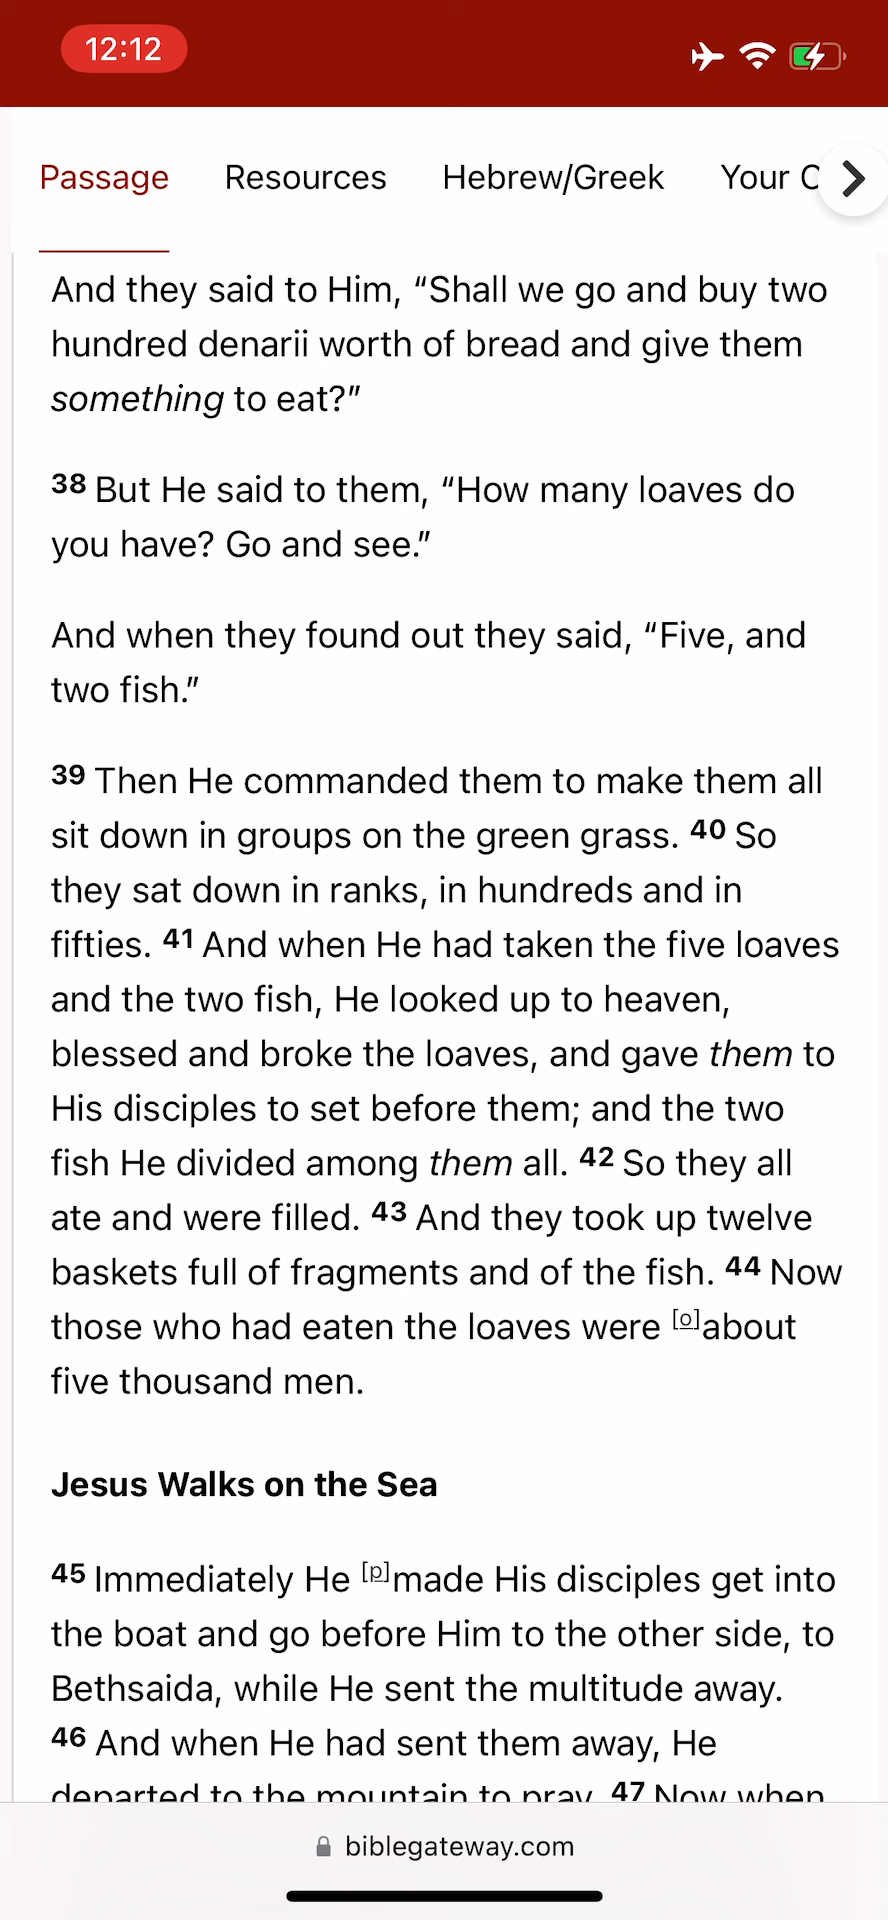 12:12
Passage Resources Hebrew/Greek Your
And they said to Him, “Shall we go and buy two
hundred denarii worth of bread and give them
something to eat?”
38 But He said to them, “How many loaves do
you have? Go and see.”
And when they found out they said, “Five, and
two fish.”
39 Then He commanded them to make them all
sit down in groups on the green grass. 40 So
they sat down in ranks, in hundreds and in
fifties. 41 And when He had taken the five loaves
and the two fish, He looked up to heaven,
blessed and broke the loaves, and gave them to
His disciples to set before them; and the two
fish He divided among them all. 42 So they all
ate and were filled. 43 And they took up twelve
baskets full of fragments and of the fish. 44 Now
those who had eaten the loaves were [o]about
five thousand men.
Jesus Walks on the Sea
45 Immediately He [p]made His disciples get into
the boat and go before Him to the other side, to
Bethsaida, while He sent the multitude away.
46 And when He had sent them away, He
departed to the mountain to pray. 47 Now when
biblegateway.com